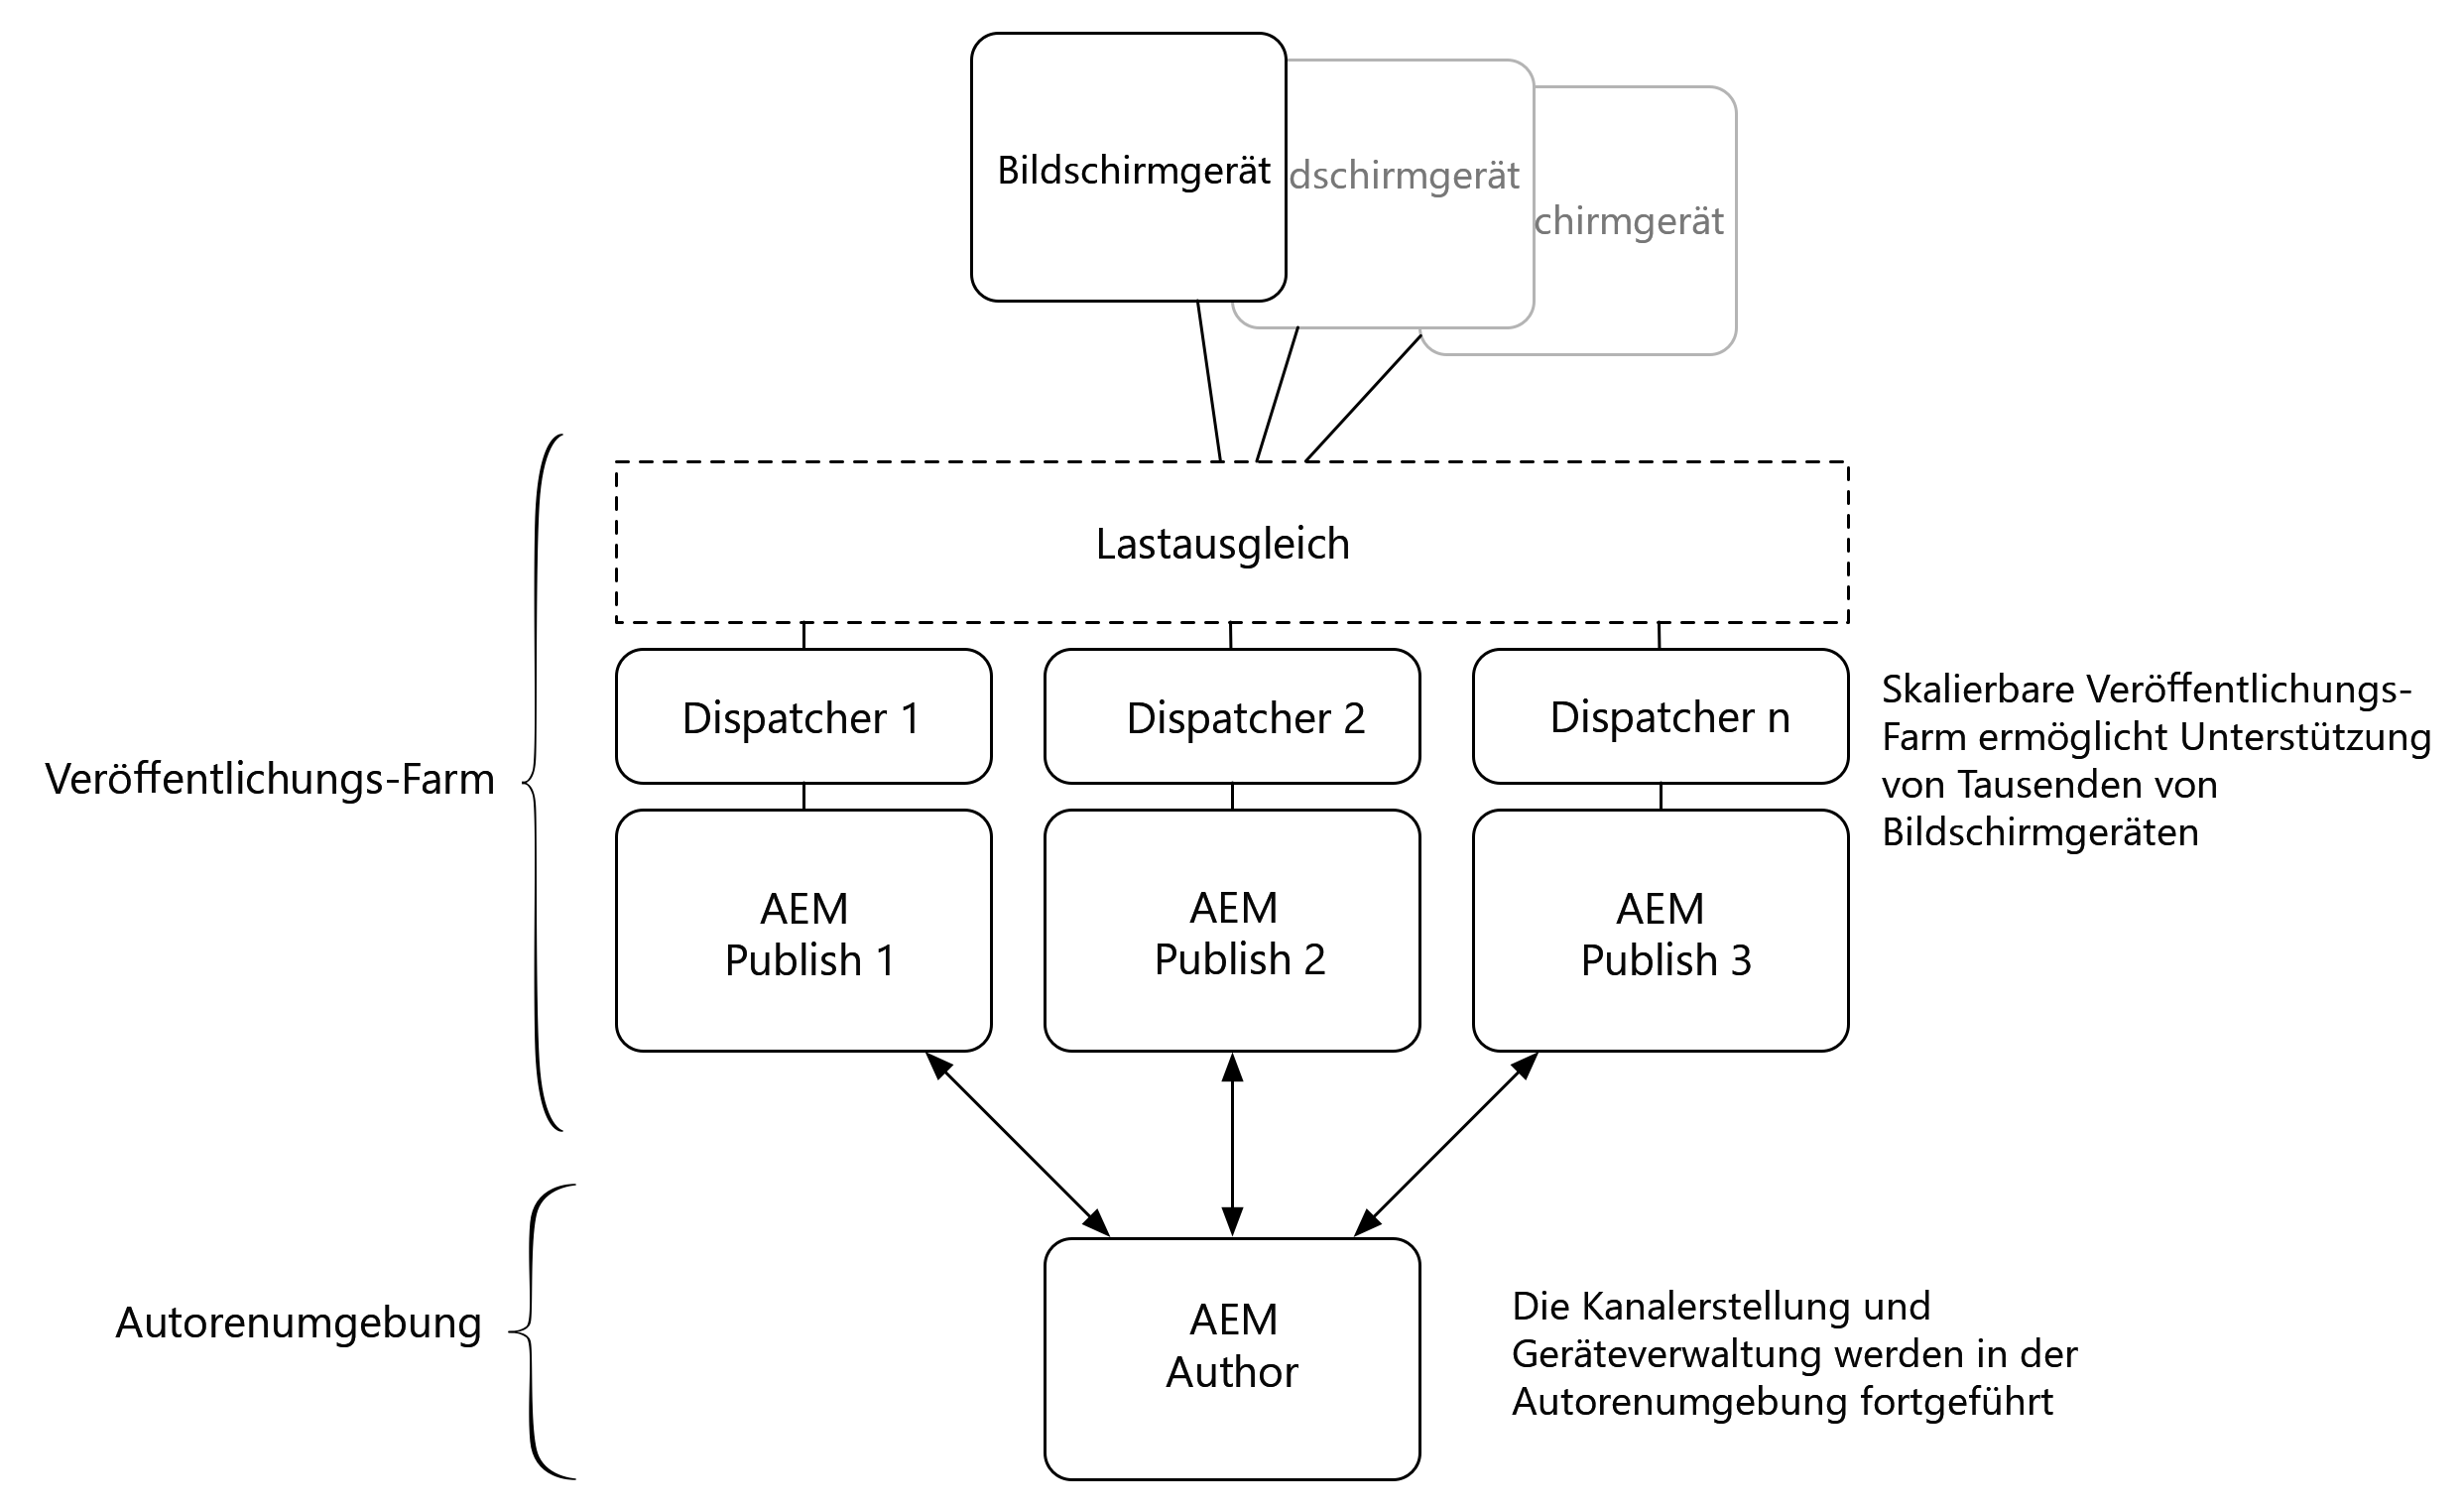 Bildschirmgerät
dschirmgerät
chirmgerät
Lastausgleich
Dispatcher 1
Dispatcher 2
Dispatcher n
Skalierbare Veröffentlichungs-
Farm ermöglicht Unterstützung
von Tausenden von
Bildschirmgeräten
Veröffentlichungs-Farm
AEM
Publish 1
AEM
Publish 2
AEM
Publish 3
Autorenumgebung
AEM
Author
Die Kanalerstellung und
Geräteverwaltung werden in der
Autorenumgebung fortgeführt